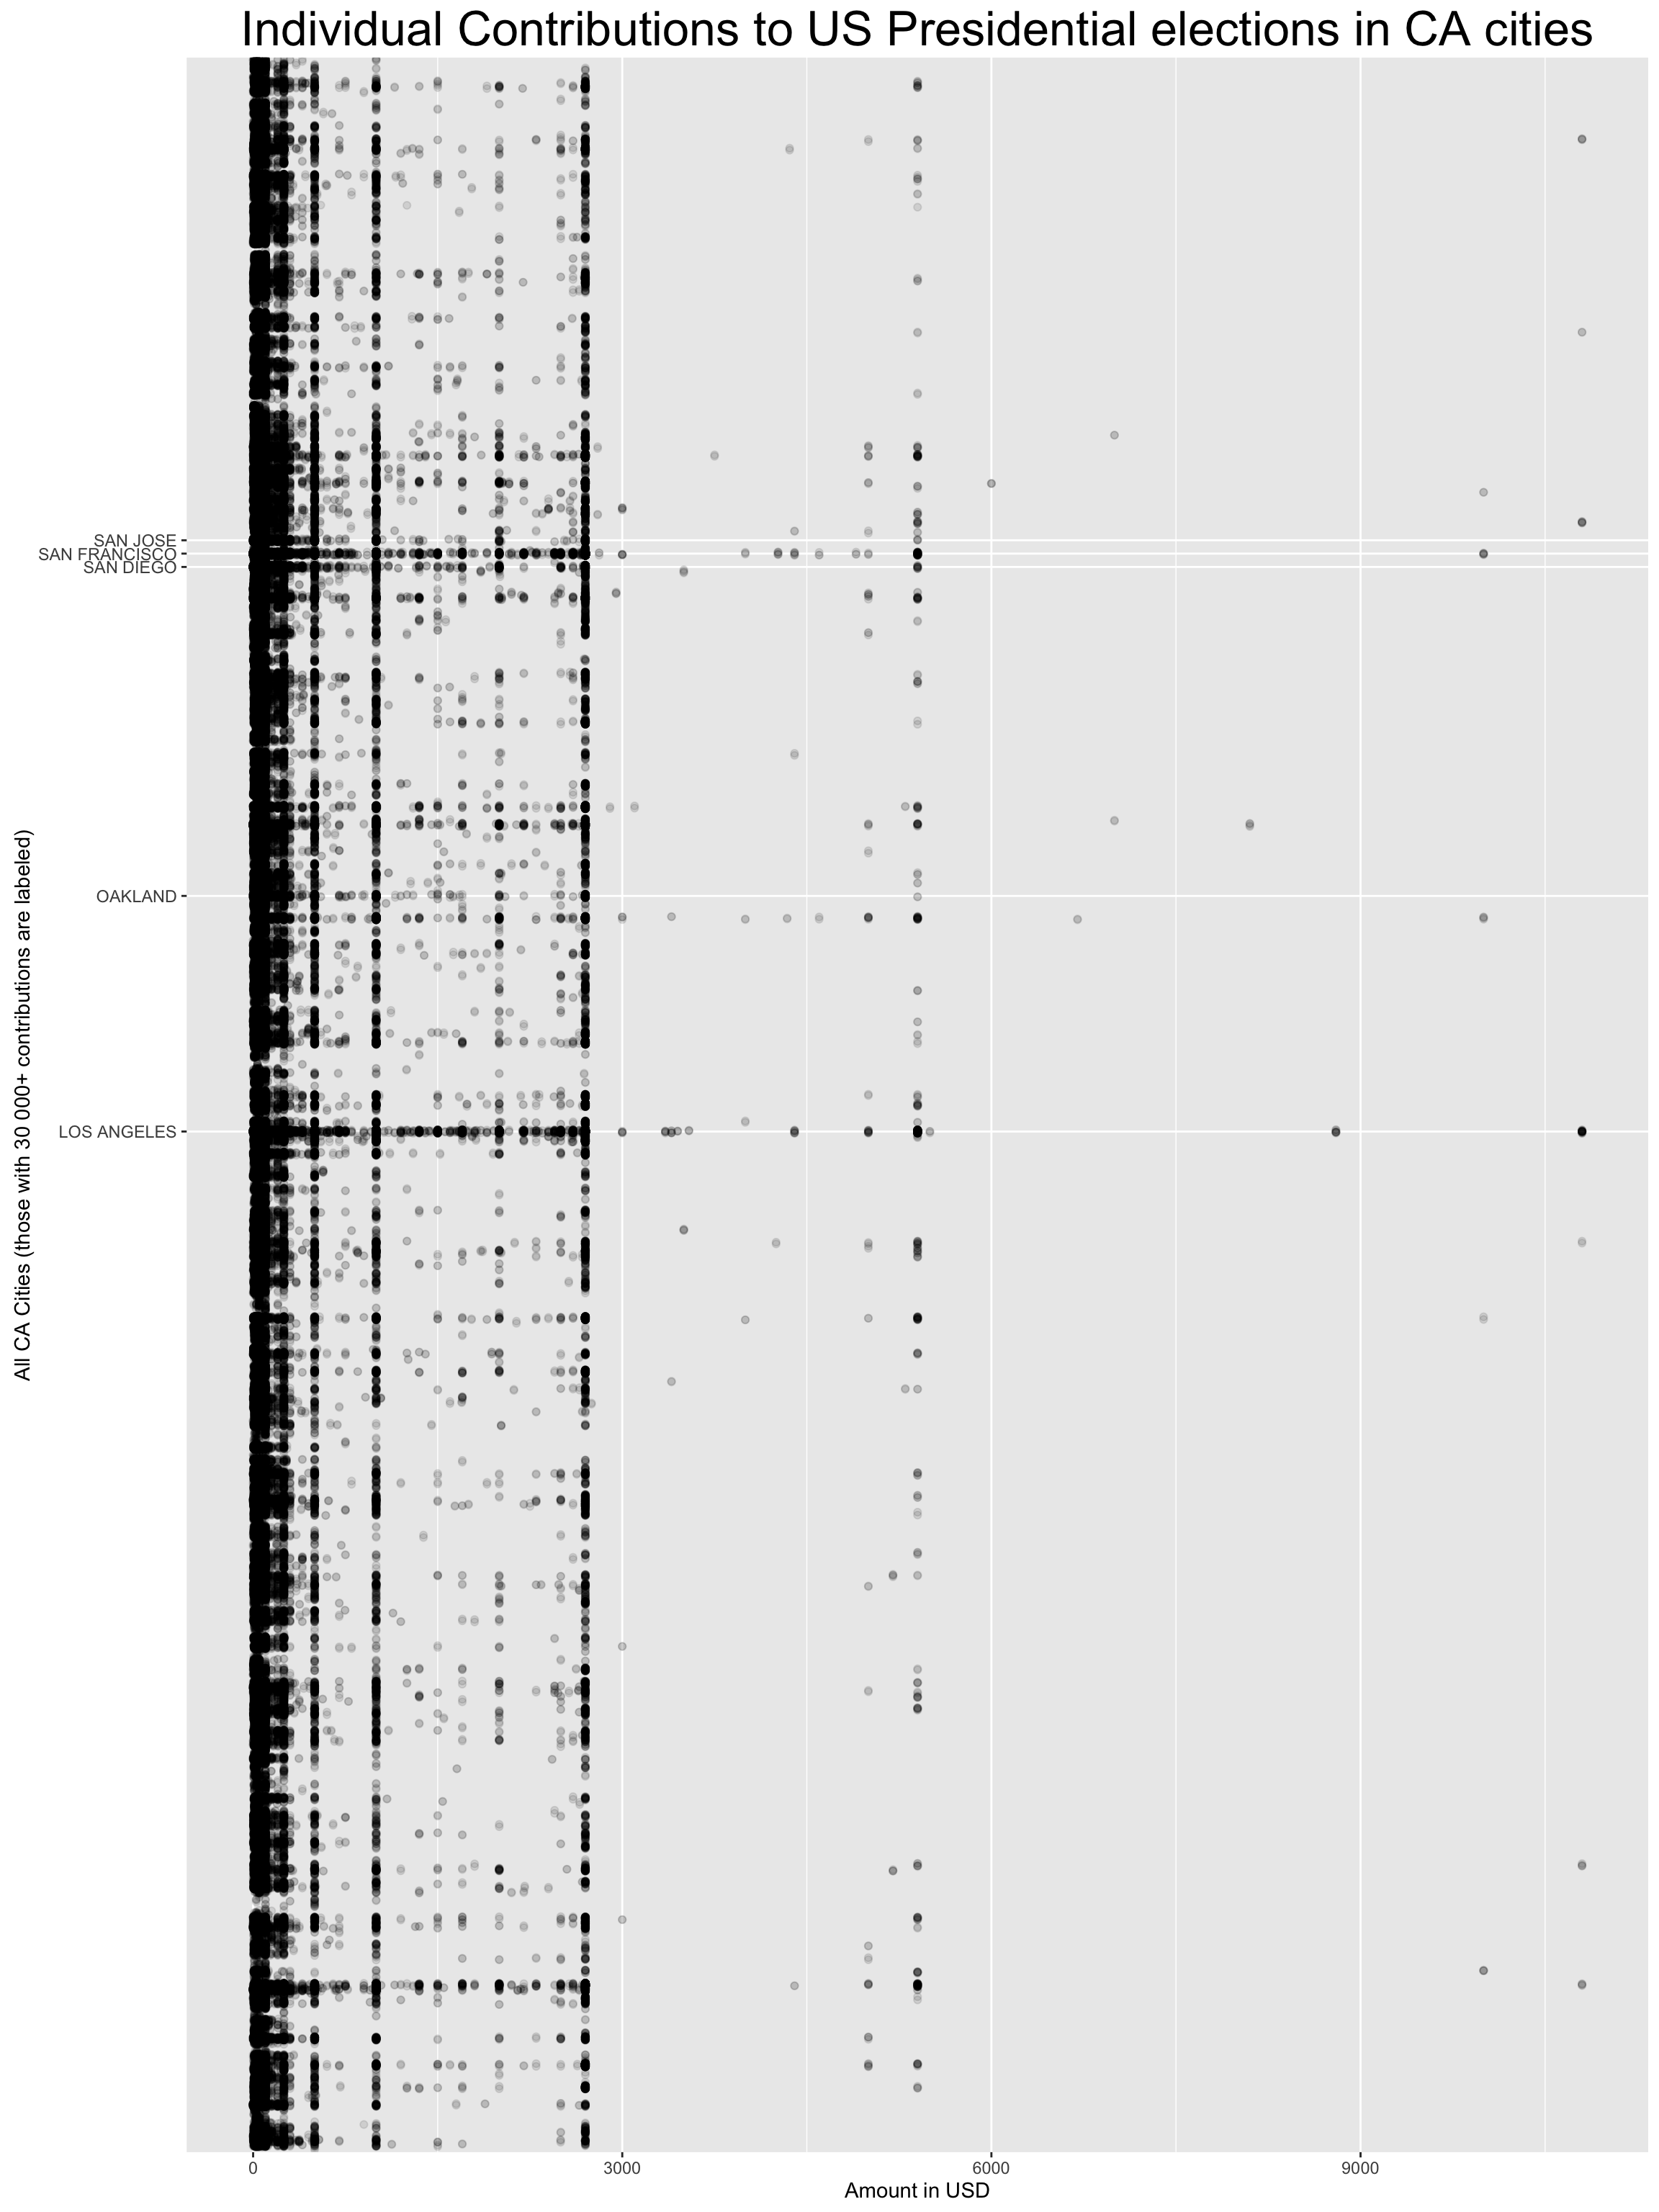 Individual Contributions to US Presidential elections in CA cities
All CA Cities (those with 30 000+ contributions are labeled)
SAN JOSE
SAN FRANCISCO
SAN DIEGO
OAKLAND
LOS ANGELES
0 3000 6000 9000
Amount in USD